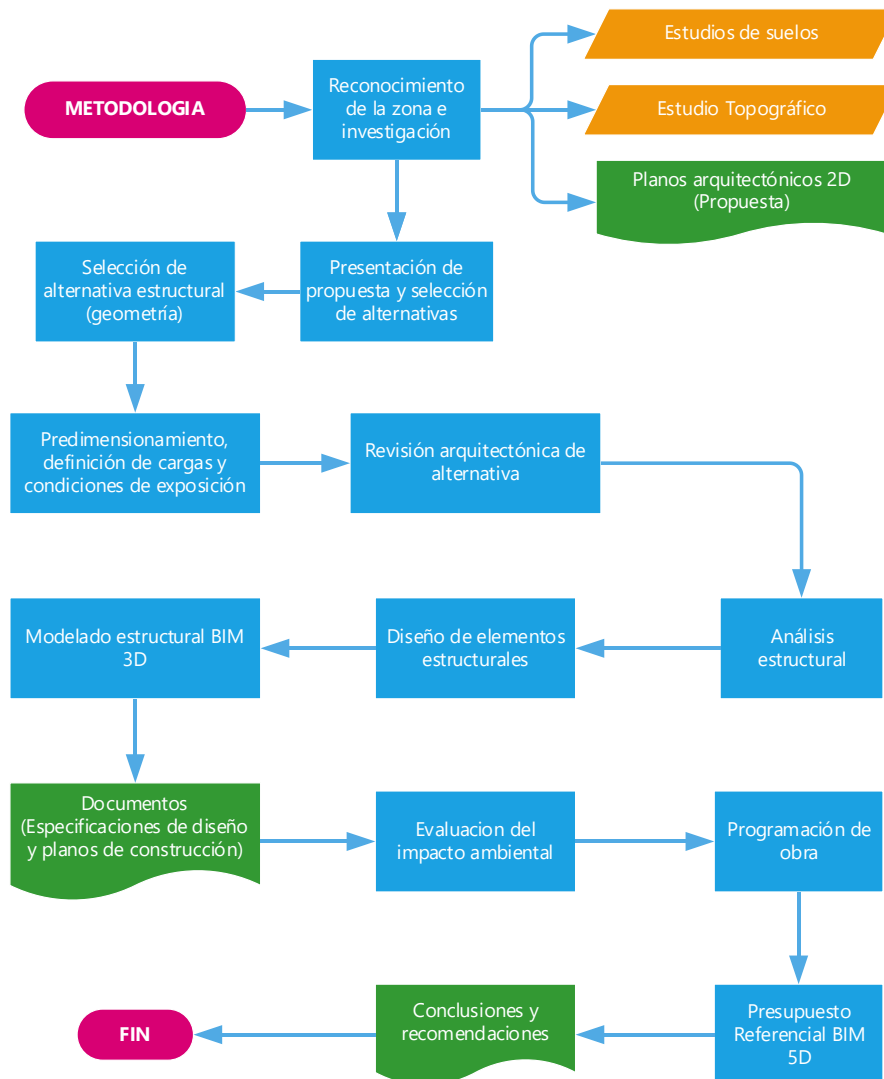 METODOLOGIA
Reconocimiento
de la zona e
investigación
Estudios de suelos
Estudio Topográfico
Planos arquitectónicos 2D
(Propuesta)
Presentación de
propuesta y selección
de alternativas
Selección de
alternativa estructural
(geometría)
Predimensionamiento,
definición de cargas y
condiciones de exposición
Revisión arquitectónica de
alternativa
Análisis
estructural
Diseño de elementos
estructurales
Modelado estructural BIM
3D
Documentos
(Especificaciones de diseño
y planos de construcción)
Evaluacion del
impacto ambiental
Programación de
obra
Presupuesto
Referencial BIM
5D
Conclusiones y
recomendaciones
FIN